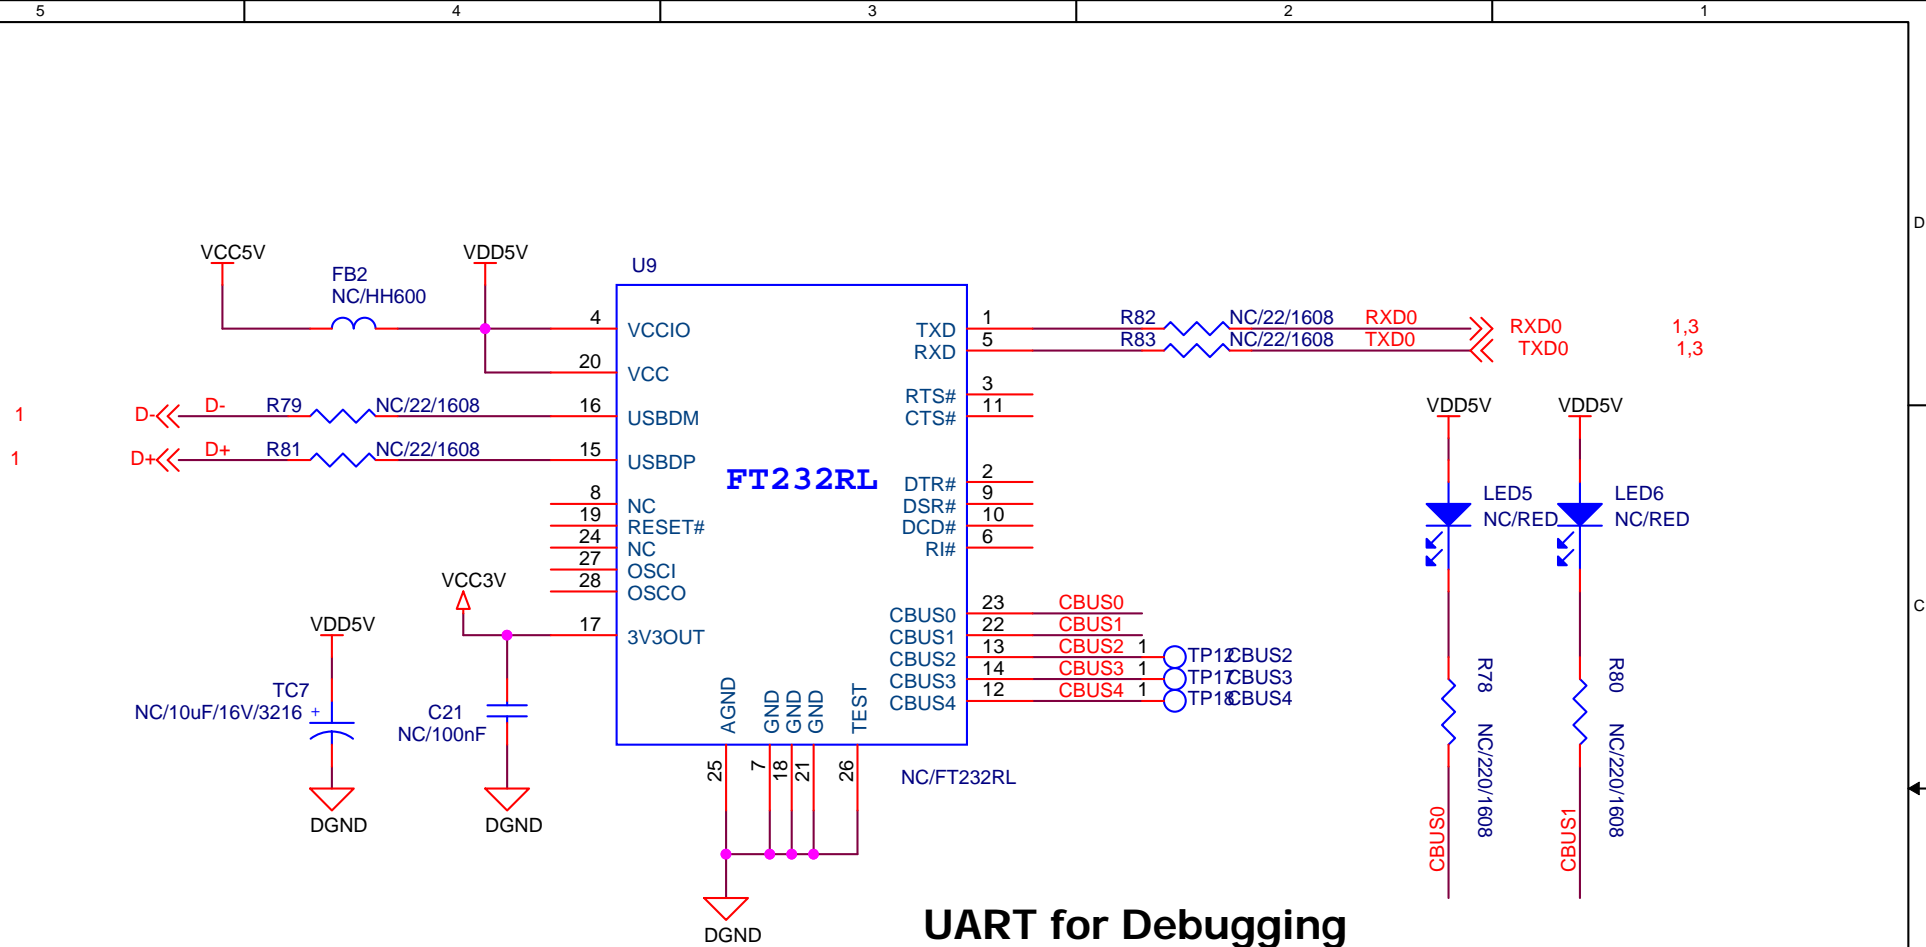 5 4 3 2 1
D
VCC5V
VDD5V
FB2
NC/HH600
U9
4 VCCIO
20 VCC
1 D- D- R79 NC/22/1608 16 USBDM
1 D+ D+ R81 NC/22/1608 15 USBDP
8 NC
19 RESET#
24 NC
27 OSCI
28 OSCO
17 3V3OUT
FT232RL
TXD 1 R82 NC/22/1608 RXD0 RXD0 1,3
RXD 5 R83 NC/22/1608 TXD0 TXD0 1,3
RTS# 3
CTS# 11
DTR# 2
DSR# 9
DCD# 10
RI# 6
CBUS0 23 CBUS0
CBUS1 22 CBUS1
CBUS2 13 CBUS2 1 TP12 CBUS2
CBUS3 14 CBUS3 1 TP17 CBUS3
CBUS4 12 CBUS4 1 TP18 CBUS4
AGND GND GND GND TEST
25 7 18 21 26
NC/FT232RL
DGND
VCC3V
C21
NC/100nF
DGND
VDD5V
TC7
NC/10uF/16V/3216 +
DGND
VDD5V
LED5
NC/RED
R78 NC/220/1608
CBUS0
VDD5V
LED6
NC/RED
R80 NC/220/1608
CBUS1
C
UART for Debugging